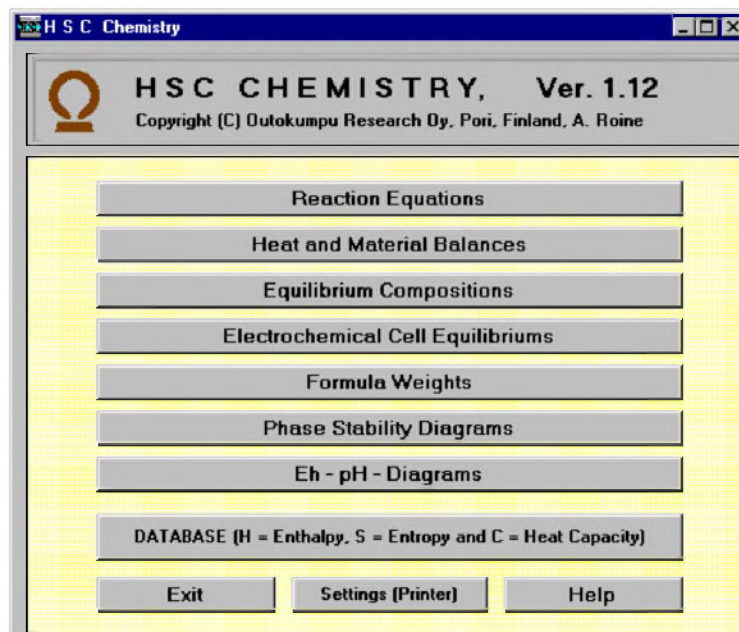 H S C Chemistry
HSC CHEMISTRY, Ver. 1.12
Copyright (C) Outokumpu Research Oy, Pori, Finland, A. Roine
Reaction Equations
Heat and Material Balances
Equilibrium Compositions
Electrochemical Cell Equilibriums
Formula Weights
Phase Stability Diagrams
Eh - pH - Diagrams
DATABASE (H = Enthalpy, S = Entropy and C = Heat Capacity)
Exit Settings (Printer) Help